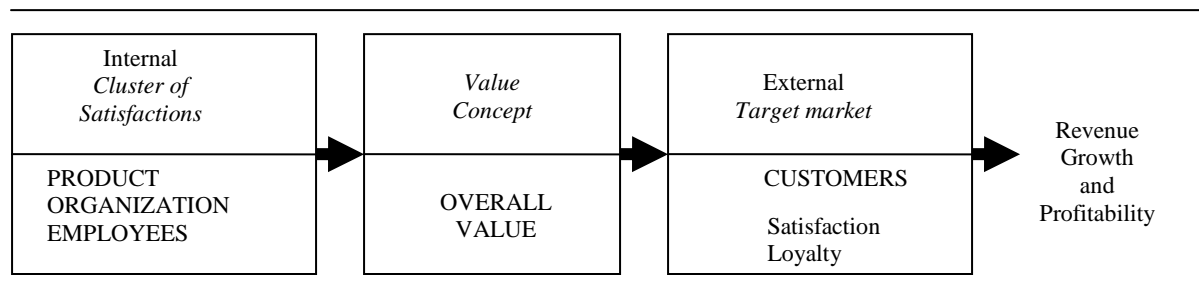 Internal
Cluster of
Satisfactions
PRODUCT
ORGANIZATION
EMPLOYEES
Value
Concept
OVERALL
VALUE
External
Target market
CUSTOMERS
Satisfaction
Loyalty
Revenue
Growth
and
Profitability